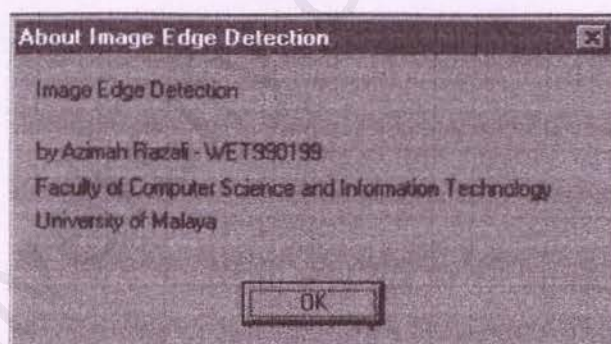 About Image Edge Detection
Image Edge Detection
by Azimah Razali - WET990199
Faculty of Computer Science and Information Technology
University of Malaya
OK